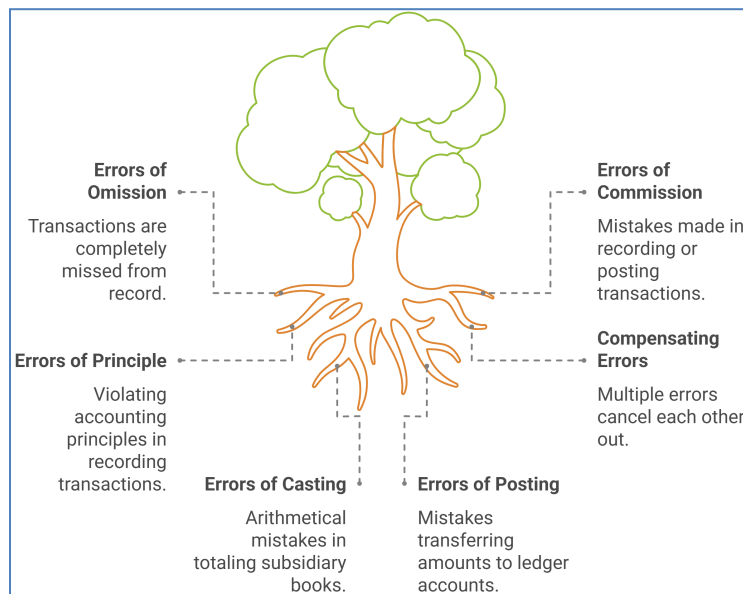 Errors of
Omission
Transactions are
completely
missed from
record.
Errors of Principle
Violating
accounting
principles in
recording
transactions.
Errors of Casting
Arithmetical
mistakes in
totaling subsidiary
books.
Errors of Posting
Mistakes
transferring
amounts to ledger
accounts.
Errors of
Commission
Mistakes made in
recording or
posting
transactions.
Compensating
Errors
Multiple errors
cancel each other
out.